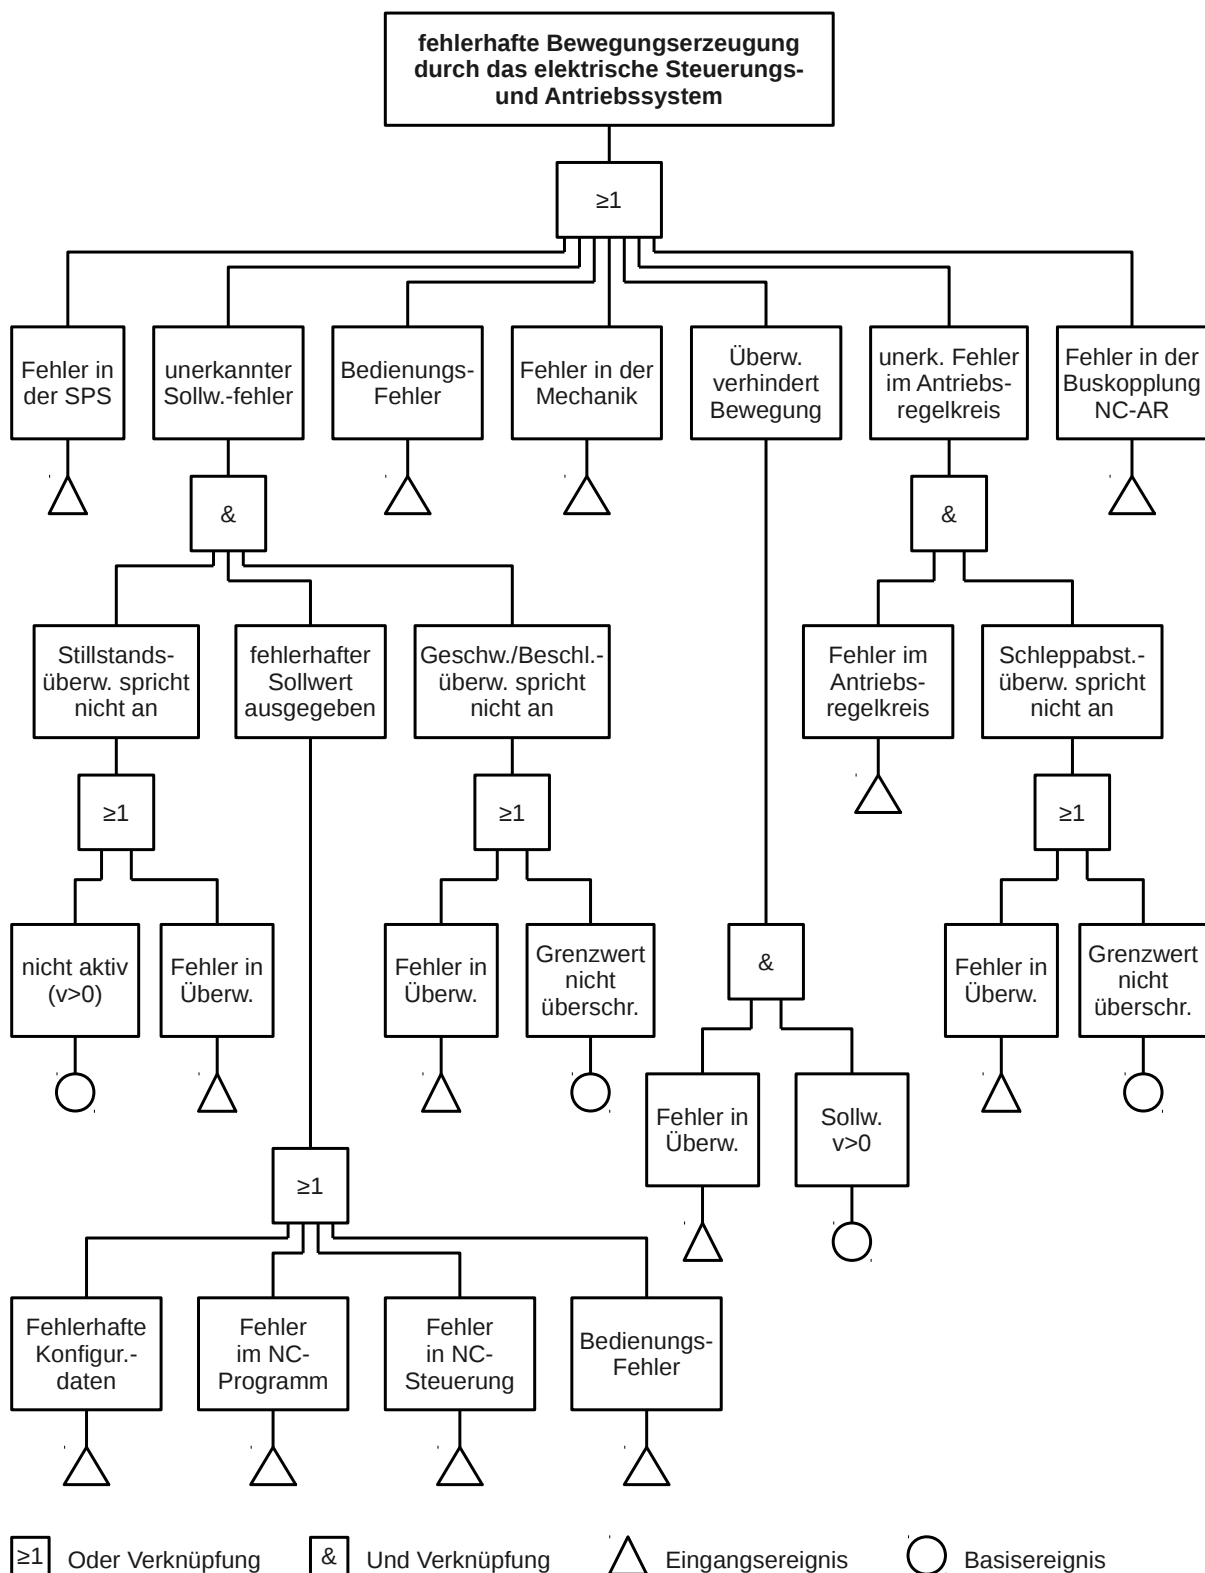 fehlerhafte Bewegungserzeugung
durch das elektrische Steuerungs-
und Antriebssystem
≥1
Fehler in
der SPS
unerkannter
Sollw.-fehler
Bedienungs-
Fehler
Fehler in der
Mechanik
Überw.
verhindert
Bewegung
unerk. Fehler
im Antriebs-
regelkreis
Fehler in der
Buskopplung
NC-AR
&
&
Stillstands-
überw. spricht
nicht an
fehlerhafter
Sollwert
ausgegeben
Geschw./Beschl.-
überw. spricht
nicht an
Fehler im
Antriebs-
regelkreis
Schleppabst.-
überw. spricht
nicht an
≥1
≥1
≥1
nicht aktiv
(v>0)
Fehler in
Überw.
Fehler in
Überw.
Grenzwert
nicht
überschr.
&
Fehler in
Überw.
Grenzwert
nicht
überschr.
Fehler in
Überw.
Sollw.
v>0
≥1
Fehlerhafte
Konfigur.-
daten
Fehler
im NC-
Programm
Fehler
in NC-
Steuerung
Bedienungs-
Fehler
≥1 Oder Verknüpfung
& Und Verknüpfung
Eingangsereignis
Basisereignis